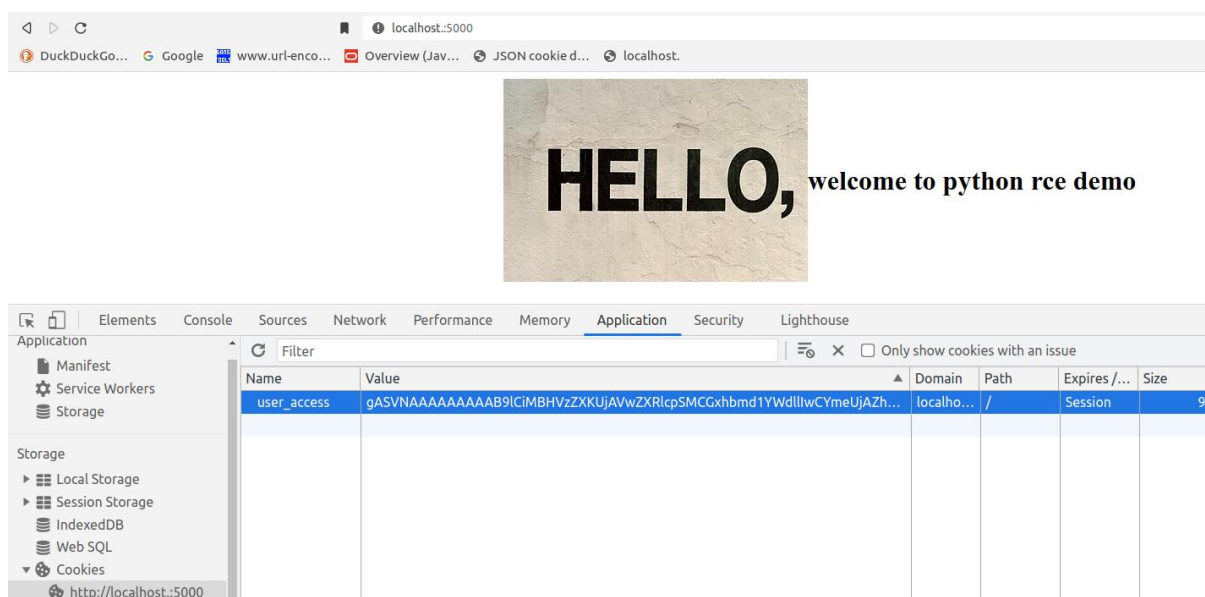 localhost.:5000
DuckDuckGo... Google www.url-enco... Overview (Jav... JSON cookie d... localhost.
HELLO, welcome to python rce demo
Elements Console Sources Network Performance Memory Application Security Lighthouse
Application
Manifest
Service Workers
Storage
Storage
Local Storage
Session Storage
IndexedDB
Web SQL
Cookies
http://localhost.:5000
Filter Only show cookies with an issue
Name Value Domain Path Expires /... Size
user_access localho... / Session 9